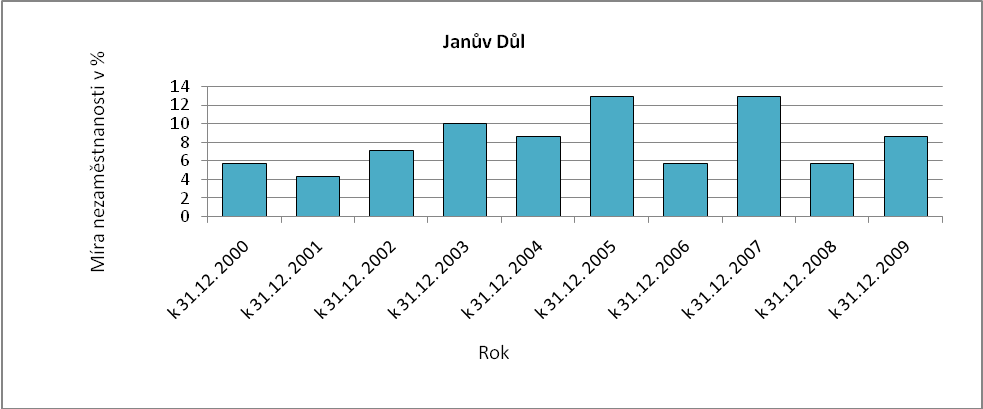 Janův Důl
Míra nezaměstnanosti v %
14
12
10
8
6
4
2
0
k 31.12. 2000
k 31.12. 2001
k 31.12. 2002
k 31.12. 2003
k 31.12. 2004
k 31.12. 2005
k 31.12. 2006
k 31.12. 2007
k 31.12. 2008
k 31.12. 2009
Rok